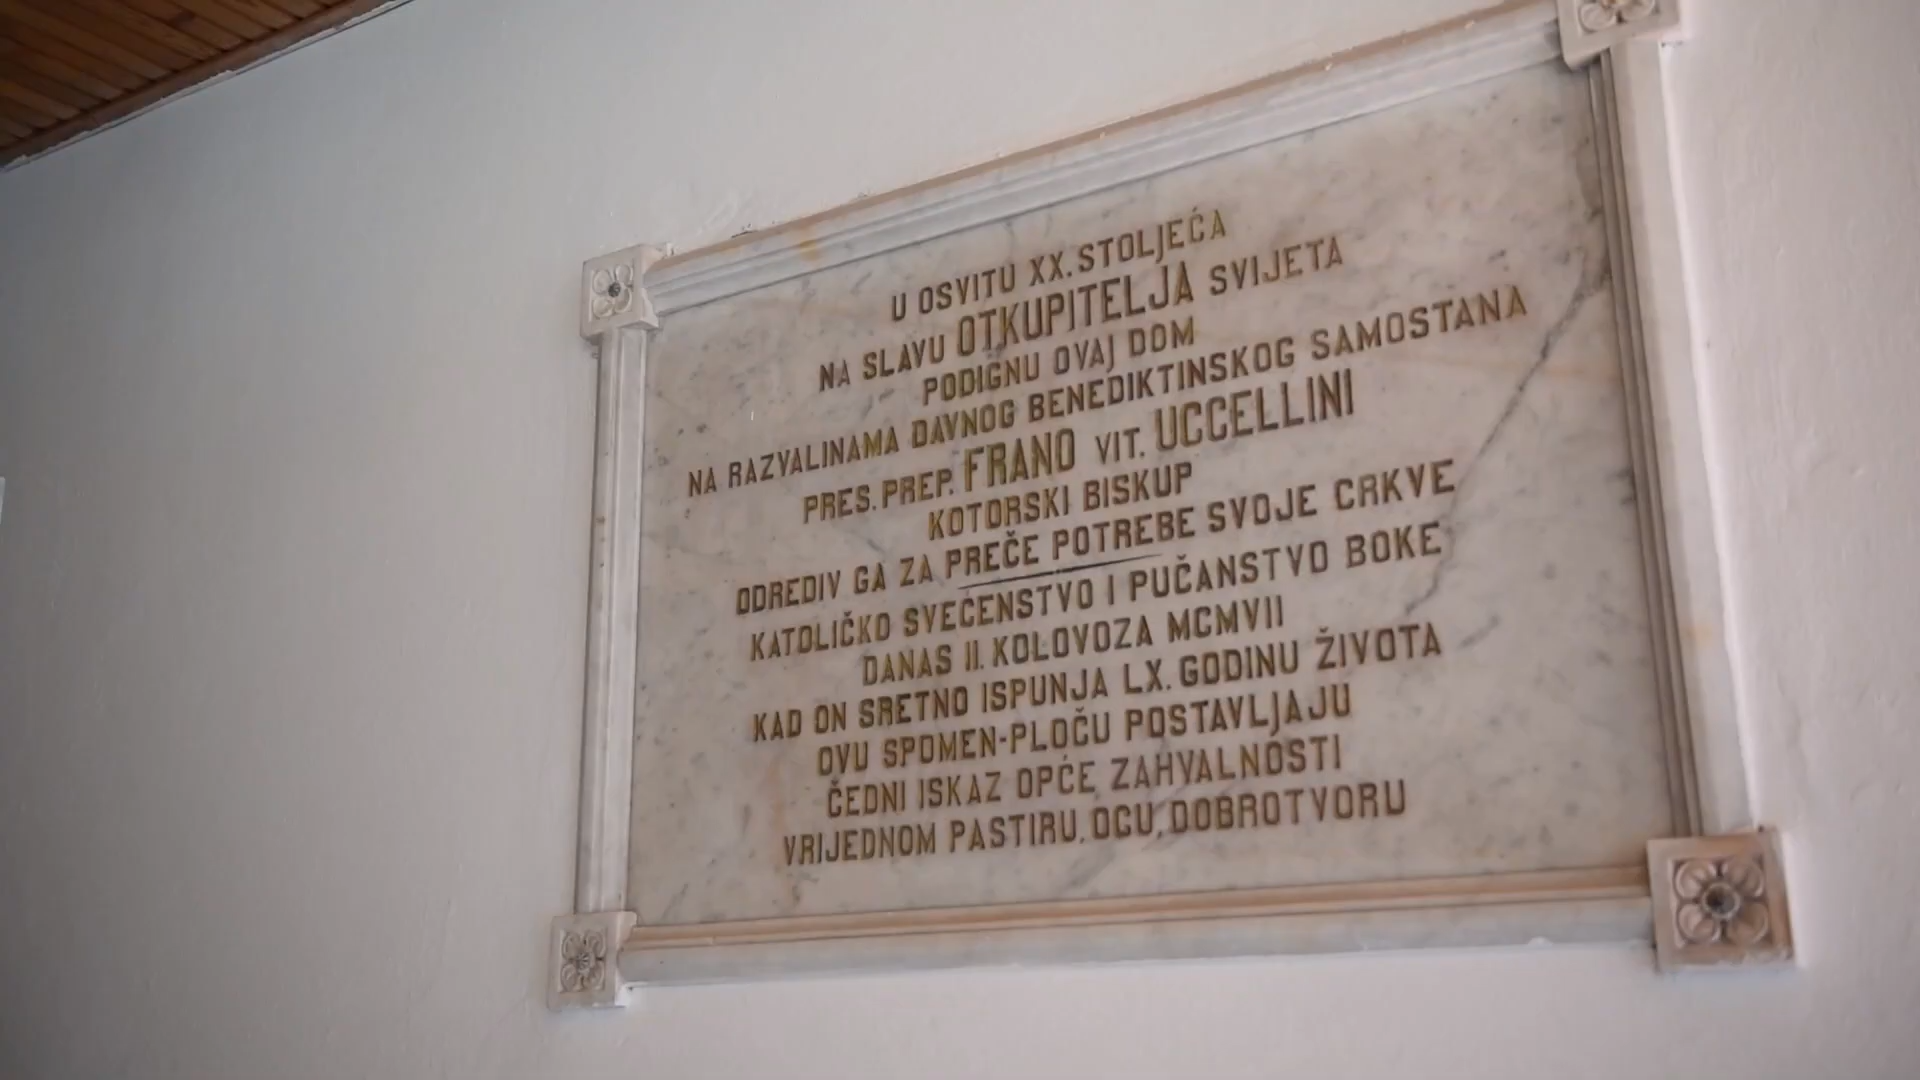 U OSVITU XX. STOLJEĆA
NA SLAVU OTKUPITELJA SVIJETA
PODIGNU OVAJ DOM
NA RAZVALINAMA DAVNOG BENEDIKTINSKOG SAMOSTANA
PRES. PREP. FRANO VIT. UCCELLINI
KOTORSKI BISKUP
ODREDIV GA ZA PREČE POTREBE SVOJE CRKVE
KATOLIČKO SVEĆENSTVO I PUČANSTVO BOKE
DANAS II. KOLOVOZA MCMVII
KAD ON SRETNO ISPUNJA LX. GODINU ŽIVOTA
OVU SPOMEN-PLOČU POSTAVLJAJU
ČEDNI ISKAZ OPĆE ZAHVALNOSTI
VRIJEDNOM PASTIRU, OCU, DOBROTVORU